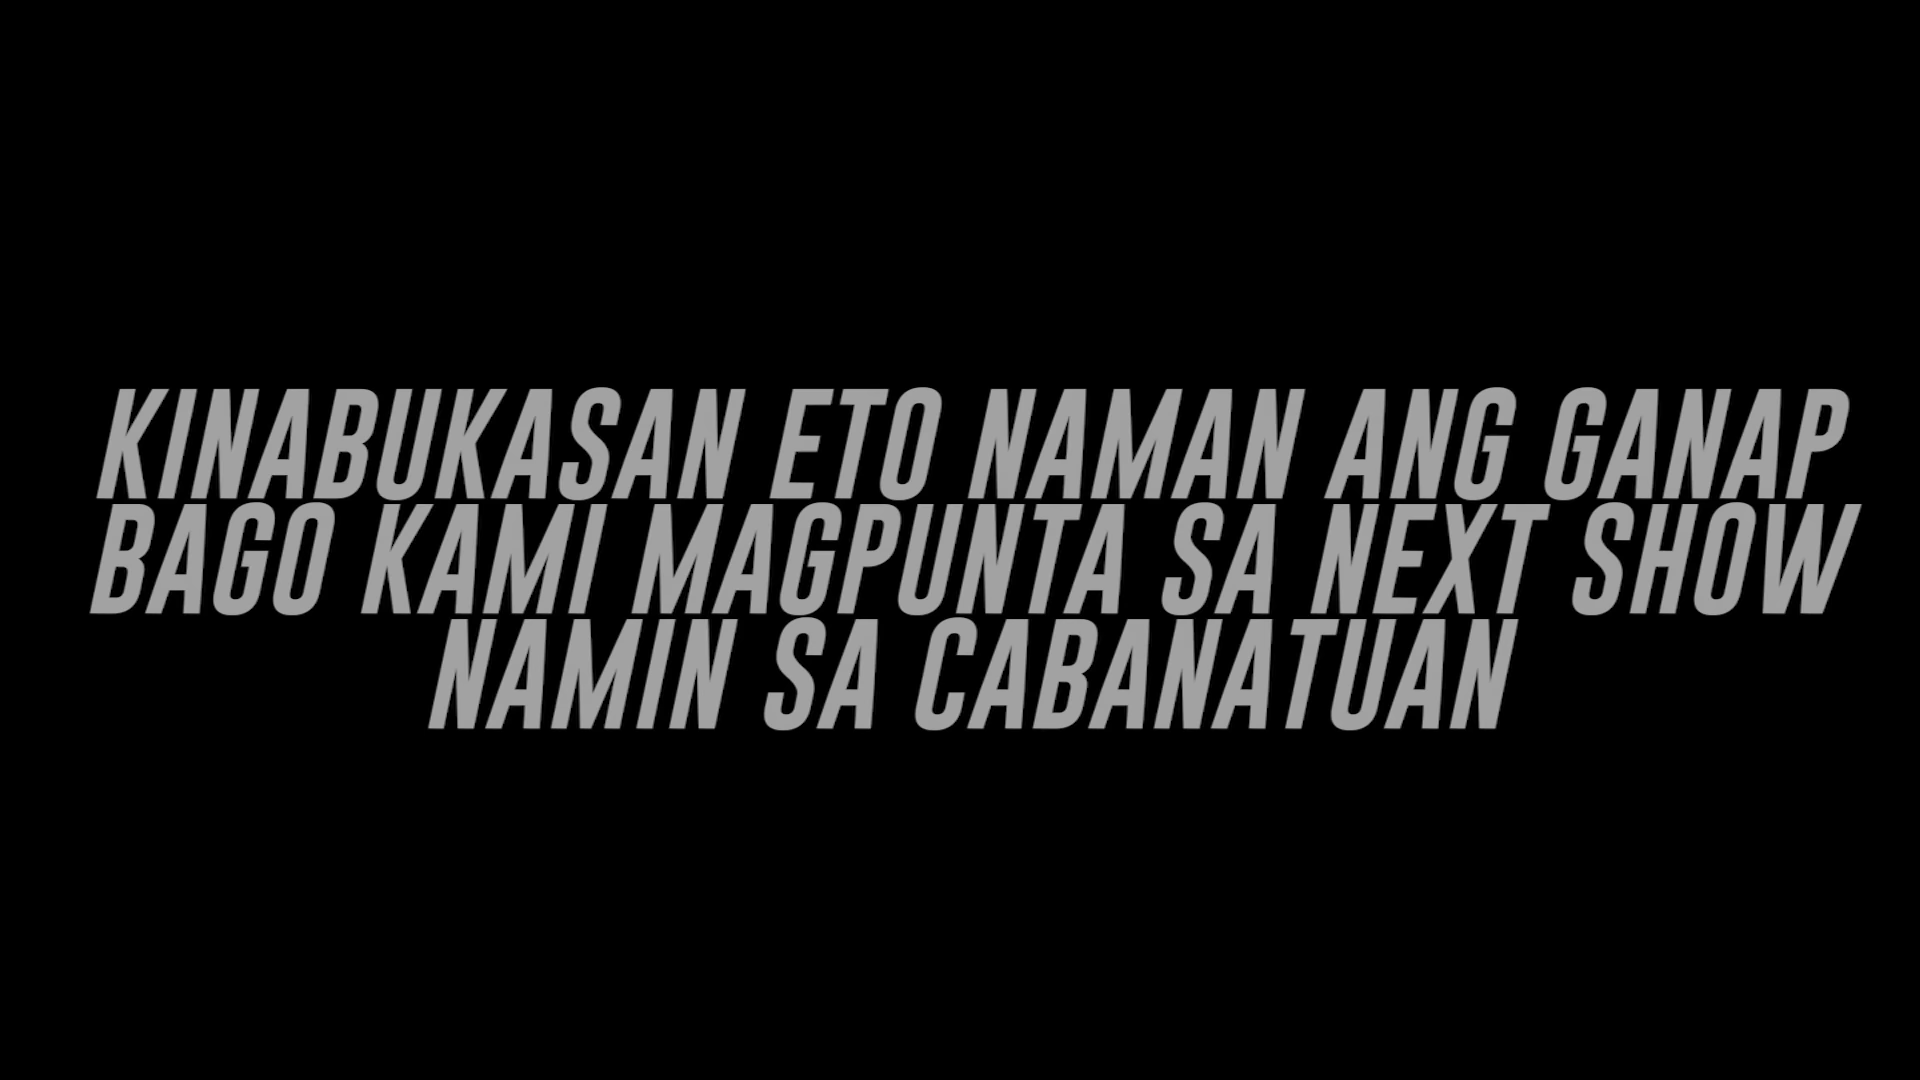 KINABUKASAN ETO NAMAN ANG GANAP
BAGO KAMI MAGPUNTA SA NEXT SHOW
NAMIN SA CABANATUAN